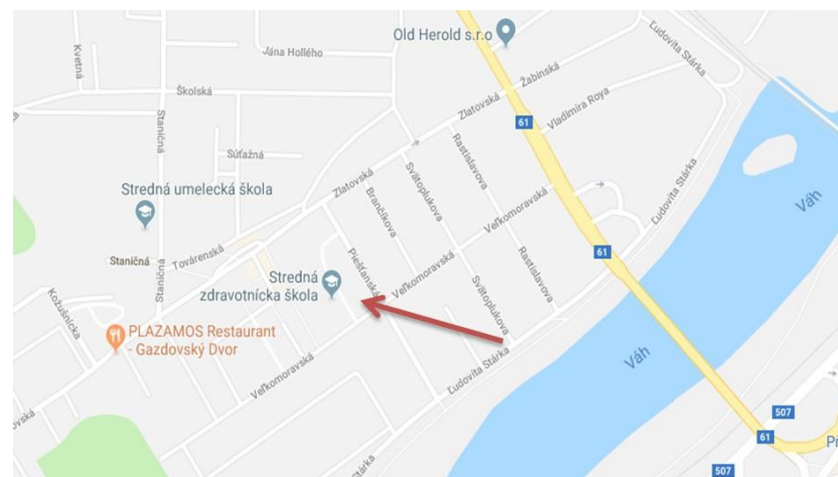 Old Herold s.r.o
Ľudovíta Štárka
Kvetná
Jána Hollého
Žabinská
Školská
Staničná
Zlatovská
61
Vladimíra Roya
Súťažná
Rastislavova
Svätoplukova
Brančíkova
Zlatovská
Stredná umelecká škola
Veľkomoravská
Ľudovíta Stárka
Váh
Staničná
Továrenská
Piešťanská
Rastislavova
61
Stredná
zdravotnícka škola
Veľkomoravská
Staničná
Kožušnícka
Svätoplukova
PLAZAMOS Restaurant
- Gazdovský Dvor
Veľkomoravská
Ľudovíta Stárka
Váh
507
61
507